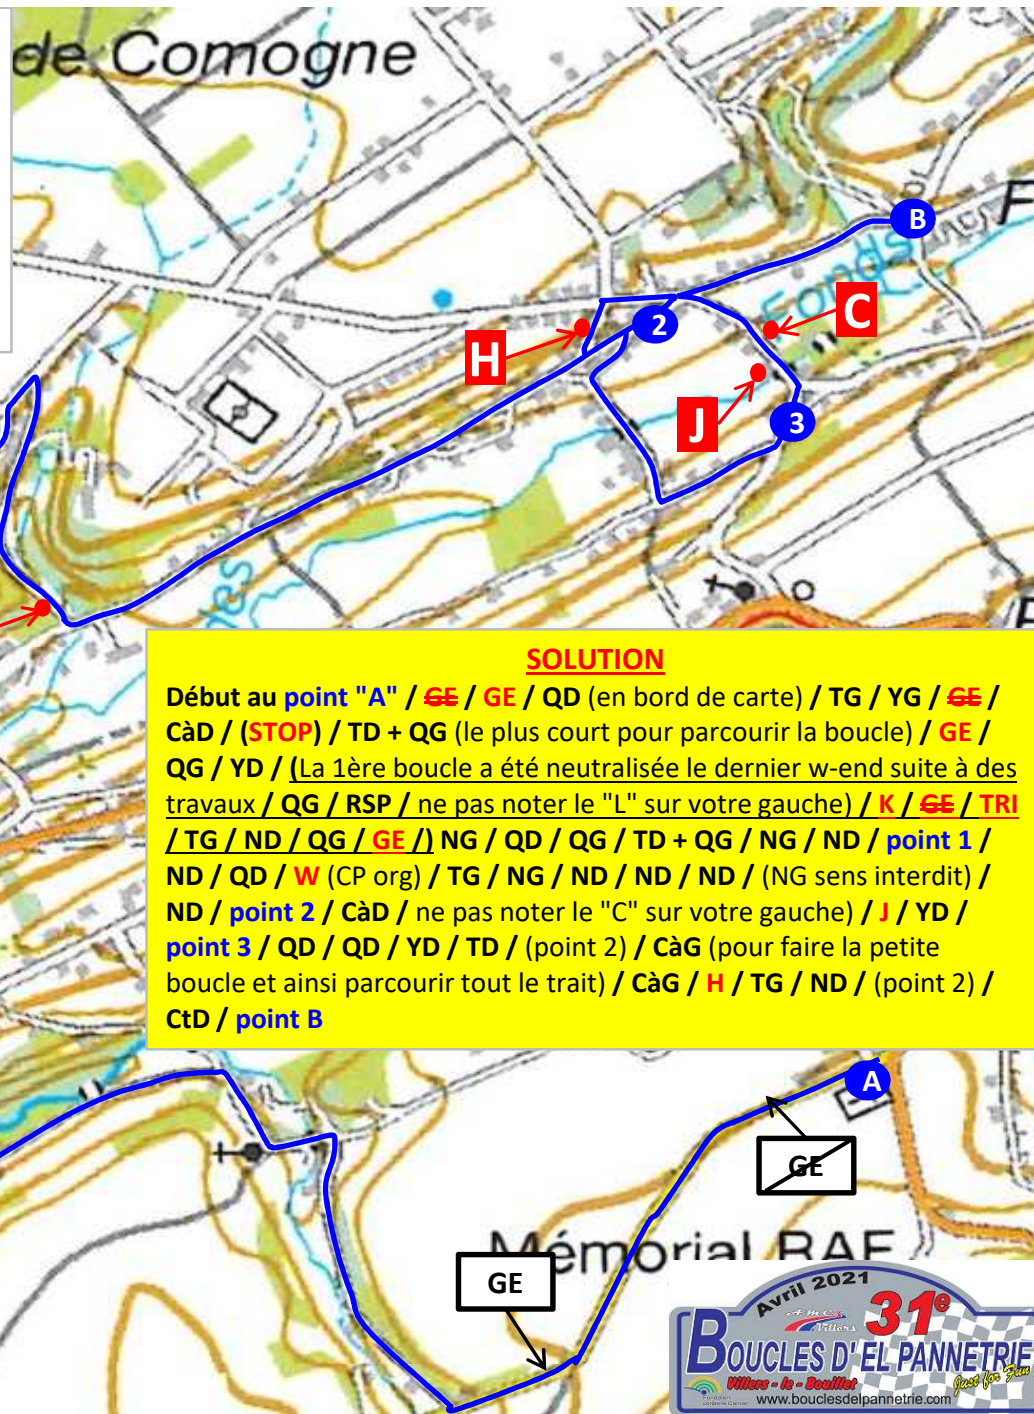 de Comogne
B
F
Fonds
C
2
H
J
3
SOLUTION
Début au point "A" / GE / GE / QD (en bord de carte) / TG / YG / GE /
CàD / (STOP) / TD + QG (le plus court pour parcourir la boucle) / GE /
QG / YD / (La 1ère boucle a été neutralisée le dernier w-end suite à des
travaux / QG / RSP / ne pas noter le "L" sur votre gauche) / K / GE / TRI
/ TG / ND / QG / GE /) NG / QD / QG / TD + QG / NG / ND / point 1 /
ND / QD / W (CP org) / TG / NG / ND / ND / ND / (NG sens interdit) /
ND / point 2 / CàD / ne pas noter le "C" sur votre gauche) / J / YD /
point 3 / QD / QD / YD / TD / (point 2) / CàG (pour faire la petite
boucle et ainsi parcourir tout le trait) / CàG / H / TG / ND / (point 2) /
CtD / point B
A
GE
Mémorial RAF
GE
Avril 2021
A.M.C. Villers
31e
BOUCLES D'EL PANNETRIE
Villers - le - Bouillet
Just for Fun
www.bouclesdelpannetrie.com